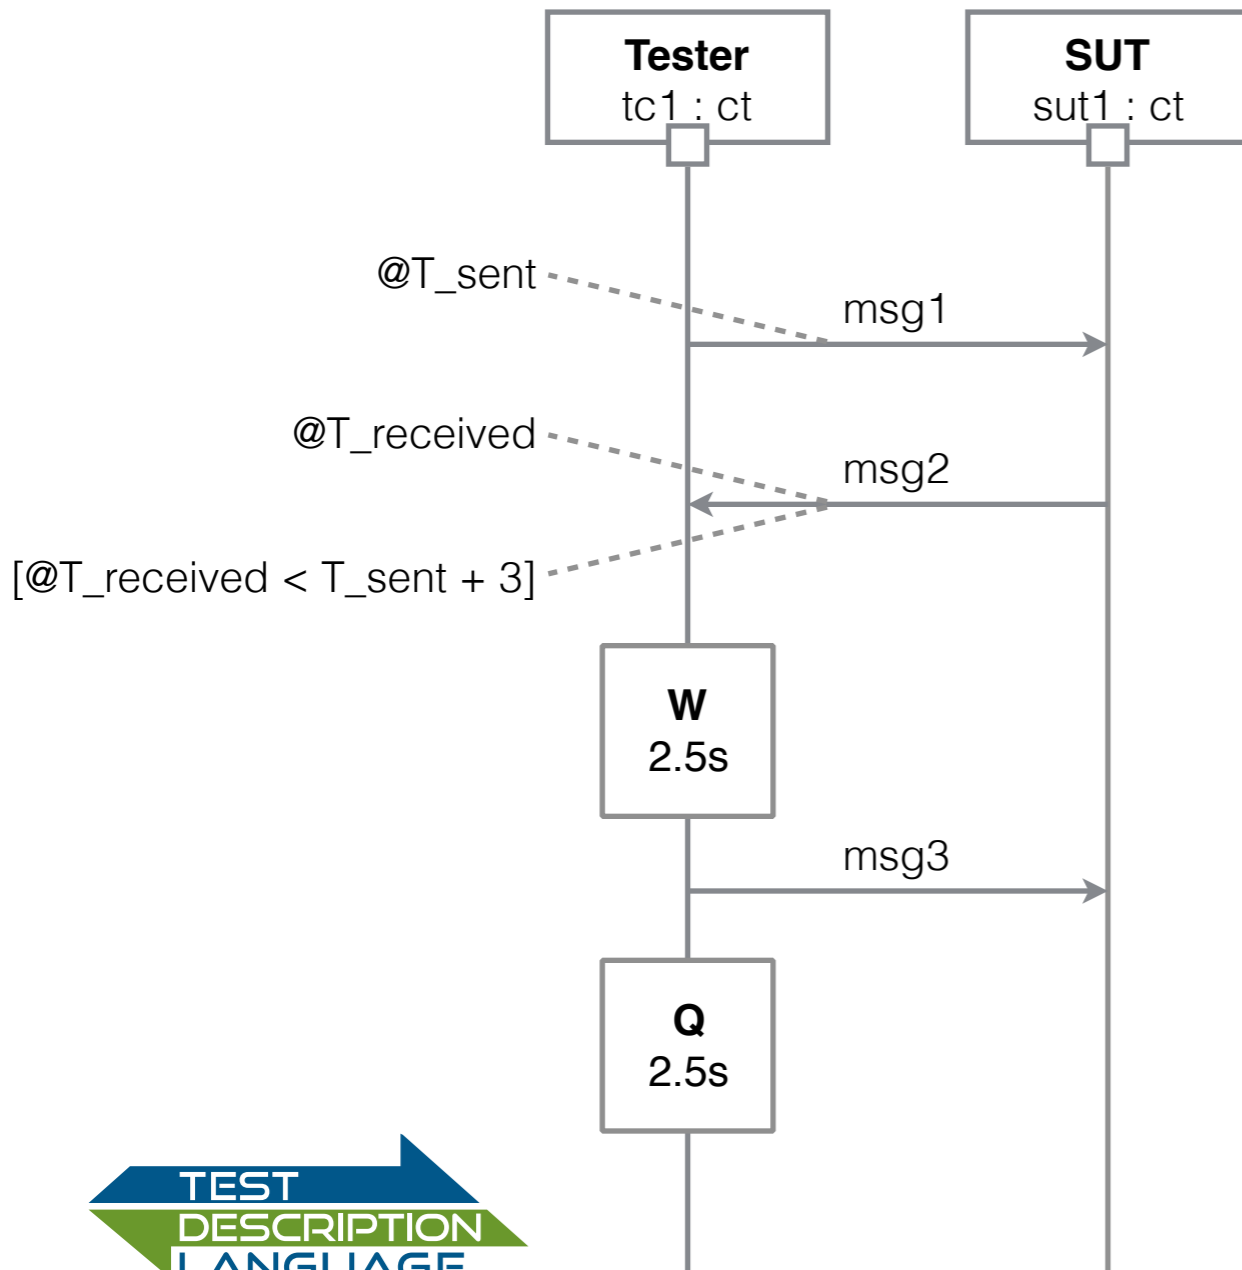 Tester
tc1 : ct
SUT
sut1 : ct
@T_sent
msg1
@T_received
msg2
[@T_received < T_sent + 3]
W
2.5s
msg3
Q
2.5s
TEST
DESCRIPTION
LANGUAGE